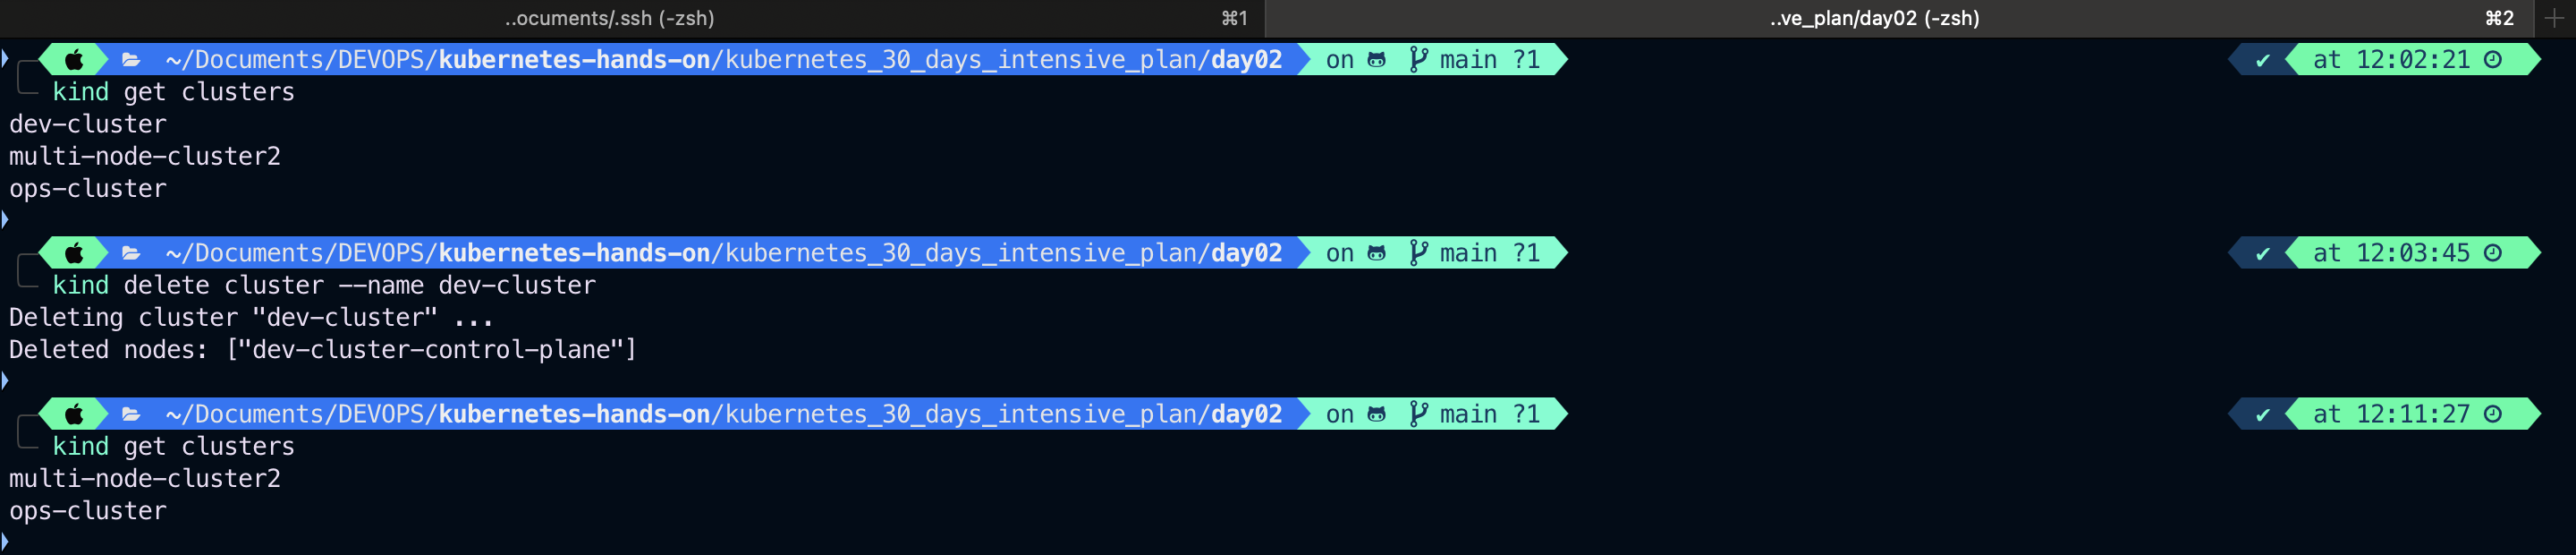 ..ocuments/.ssh (-zsh) ⌘1 ..ve_plan/day02 (-zsh) ⌘2
~/Documents/DEVOPS/kubernetes-hands-on/kubernetes_30_days_intensive_plan/day02 on main ?1 ✔ at 12:02:21
kind get clusters
dev-cluster
multi-node-cluster2
ops-cluster
~/Documents/DEVOPS/kubernetes-hands-on/kubernetes_30_days_intensive_plan/day02 on main ?1 ✔ at 12:03:45
kind delete cluster --name dev-cluster
Deleting cluster "dev-cluster" ...
Deleted nodes: ["dev-cluster-control-plane"]
~/Documents/DEVOPS/kubernetes-hands-on/kubernetes_30_days_intensive_plan/day02 on main ?1 ✔ at 12:11:27
kind get clusters
multi-node-cluster2
ops-cluster